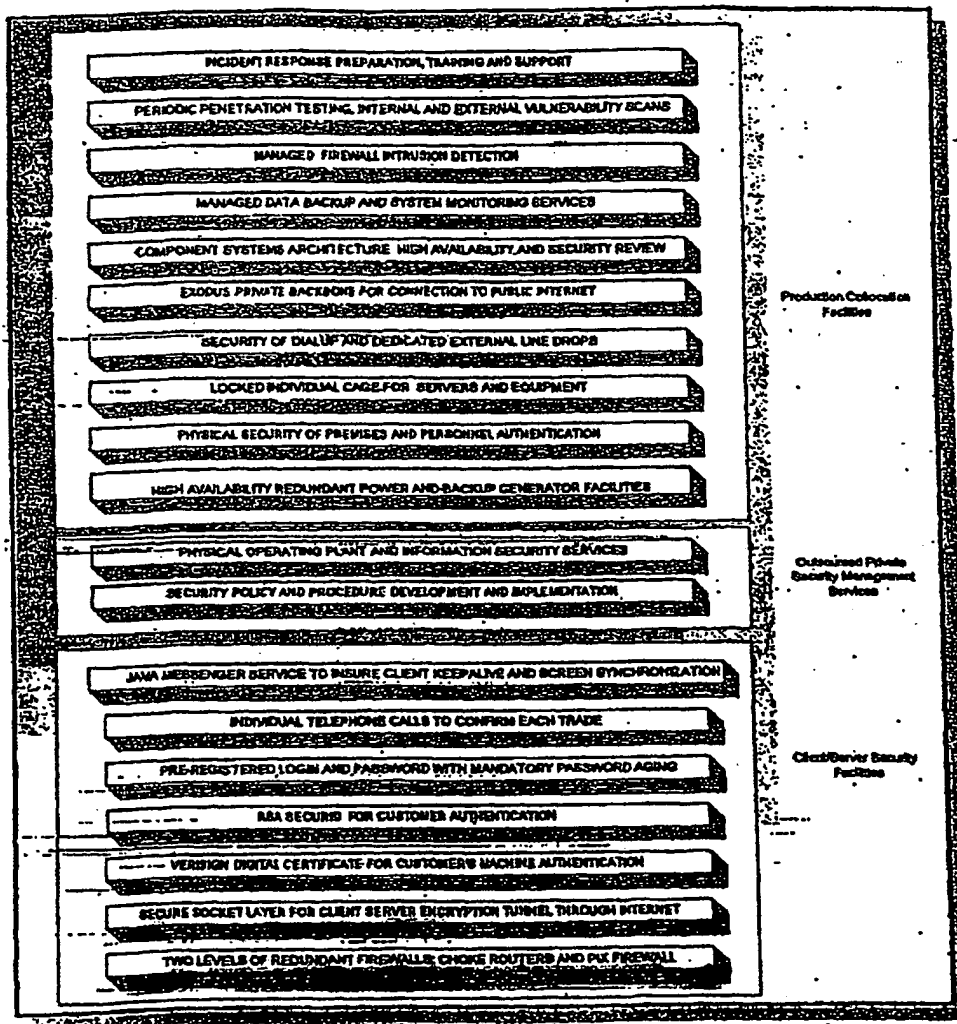 INCIDENT RESPONSE PREPARATION, TRAINING AND SUPPORT
PERIODIC PENETRATION TESTING, INTERNAL AND EXTERNAL VULNERABILITY SCANS
MANAGED FIREWALL INTRUSION DETECTION
MANAGED DATA BACKUP AND SYSTEM MONITORING SERVICES
COMPONENT SYSTEMS ARCHITECTURE HIGH AVAILABILITY AND SECURITY REVIEW
EXODUS PRIVATE BACKBONE FOR CONNECTION TO PUBLIC INTERNET
SECURITY OF DIALUP AND DEDICATED EXTERNAL LINE DROPS
LOCKED INDIVIDUAL CAGE FOR SERVERS AND EQUIPMENT
PHYSICAL SECURITY OF PREMISES AND PERSONNEL AUTHENTICATION
HIGH AVAILABILITY REDUNDANT POWER AND BACKUP GENERATOR FACILITIES
Production Collocation
Facilities
PHYSICAL OPERATING PLANT AND INFORMATION SECURITY SERVICES
SECURITY POLICY AND PROCEDURE DEVELOPMENT AND IMPLEMENTATION
Outsourced Private
Security Management
Services
JAVA MESSENGER SERVICE TO INSURE CLIENT KEEPALIVE AND SCREEN SYNCHRONIZATION
INDIVIDUAL TELEPHONE CALLS TO CONFIRM EACH TRADE
PRE-REGISTERED LOGIN AND PASSWORD WITH MANDATORY PASSWORD AGING
RSA SECURID FOR CUSTOMER AUTHENTICATION
VERISIGN DIGITAL CERTIFICATE FOR CUSTOMER'S MACHINE AUTHENTICATION
SECURE SOCKET LAYER FOR CLIENT SERVER ENCRYPTION TUNNEL THROUGH INTERNET
TWO LEVELS OF REDUNDANT FIREWALLS; CHOKE ROUTERS AND PIX FIREWALL
Client/Server Security
Facilities